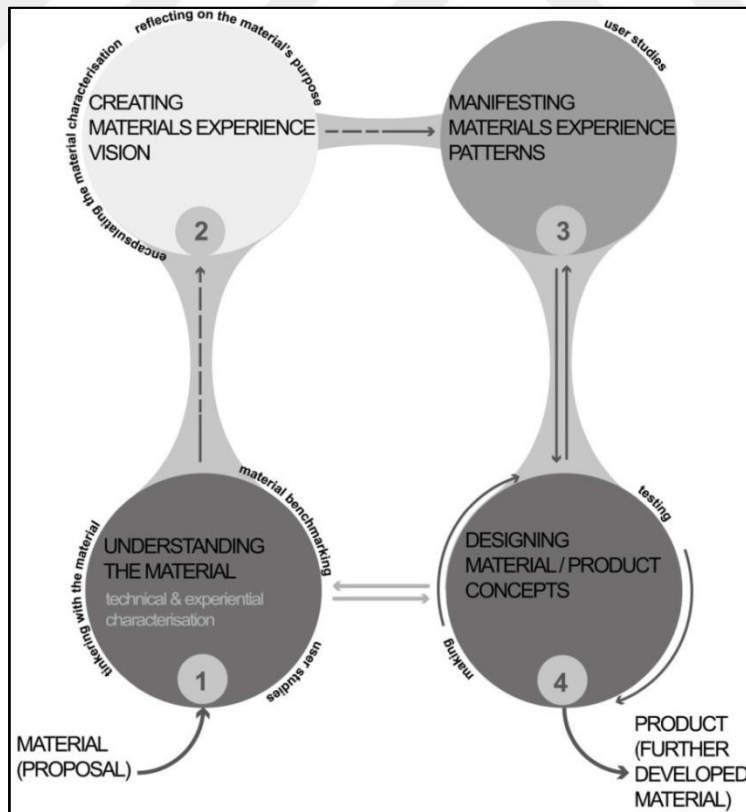 reflecting on the material's purpose
encapsulating the material characterisation
CREATING
MATERIALS EXPERIENCE
VISION
2
user studies
MANIFESTING
MATERIALS EXPERIENCE
PATTERNS
3
tinkering with the material
material benchmarking
user studies
UNDERSTANDING
THE MATERIAL
technical & experiential
characterisation
1
MATERIAL
(PROPOSAL)
testing
making
DESIGNING
MATERIAL / PRODUCT
CONCEPTS
4
PRODUCT
(FURTHER
DEVELOPED
MATERIAL)